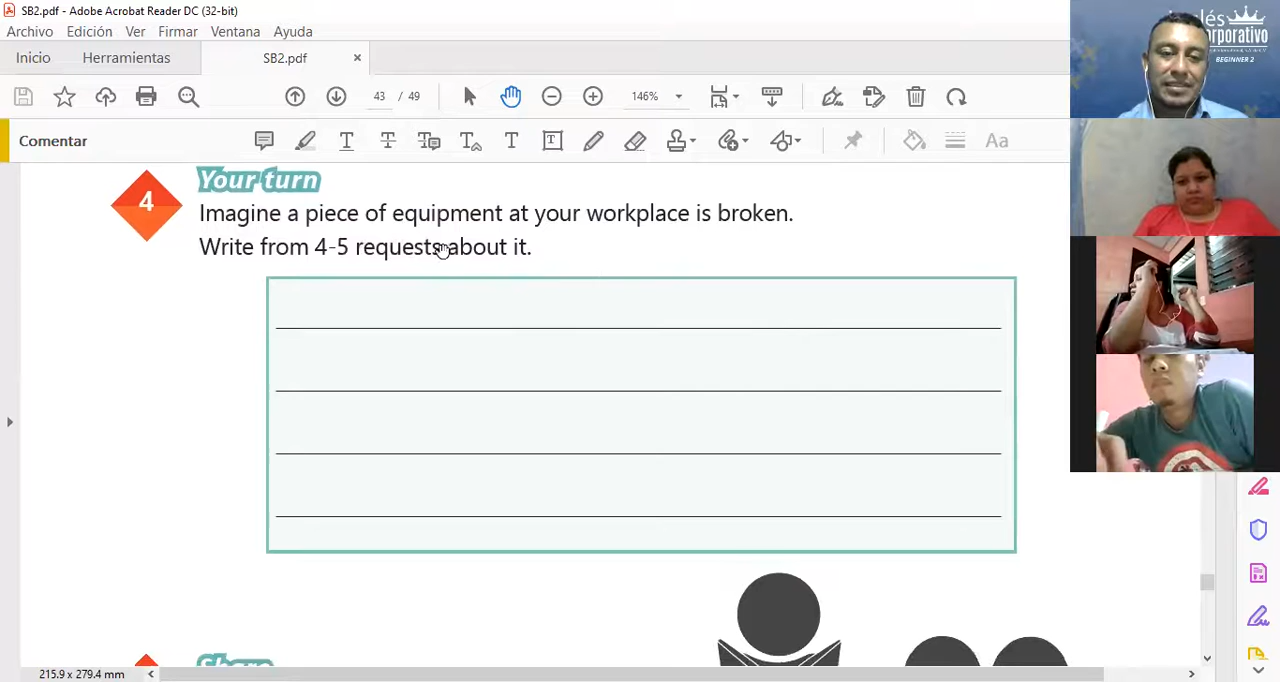 SB2.pdf - Adobe Acrobat Reader DC (32-bit)
Archivo Edición Ver Firmar Ventana Ayuda
Inicio Herramientas SB2.pdf ×
43 / 49 146%
Comentar
Aa
BEGINNER 2
Your turn
4
Imagine a piece of equipment at your workplace is broken.
Write from 4-5 requests about it.
Share
215.9 x 279.4 mm